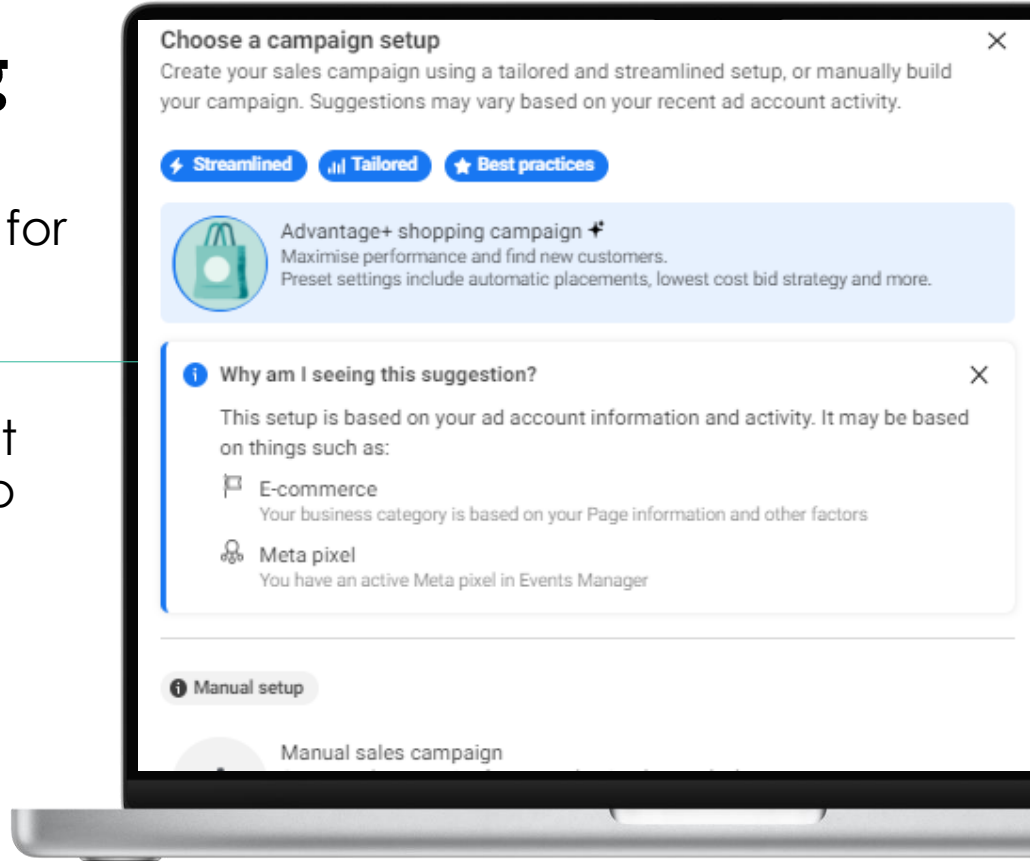 g
for
t
o
Choose a campaign setup
Create your sales campaign using a tailored and streamlined setup, or manually build
your campaign. Suggestions may vary based on your recent ad account activity.
Streamlined
Tailored
Best practices
Advantage+ shopping campaign
Maximise performance and find new customers.
Preset settings include automatic placements, lowest cost bid strategy and more.
Why am I seeing this suggestion?
This setup is based on your ad account information and activity. It may be based
on things such as:
E-commerce
Your business category is based on your Page information and other factors
Meta pixel
You have an active Meta pixel in Events Manager
Manual setup
Manual sales campaign